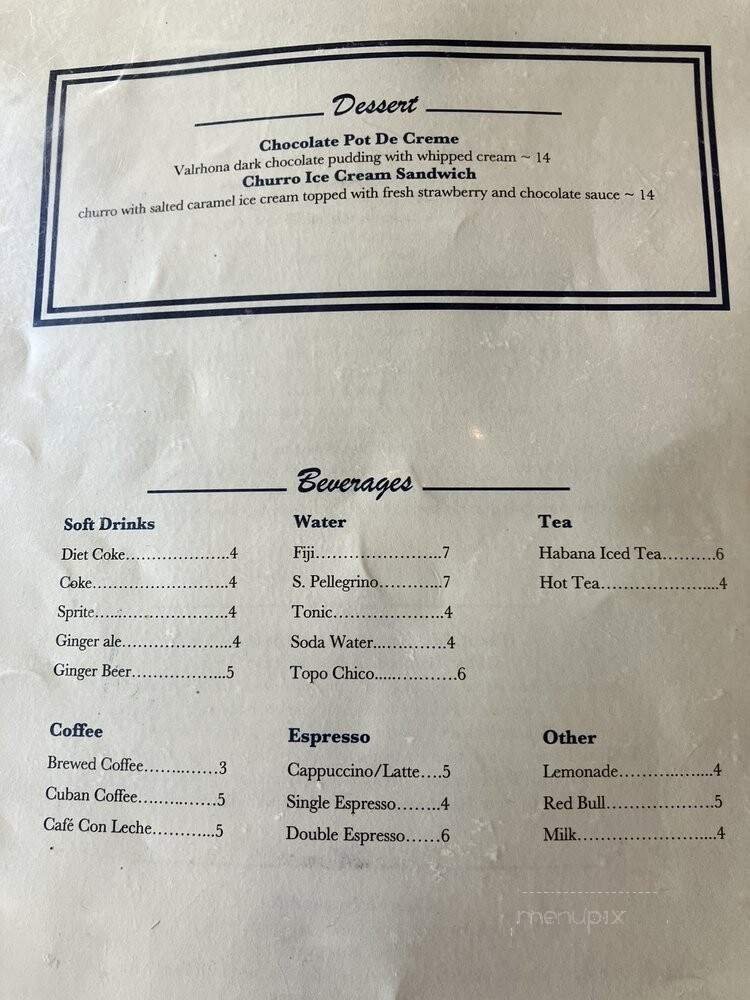 Dessert
Chocolate Pot De Creme
Valrhona dark chocolate pudding with whipped cream ~ 14
Churro Ice Cream Sandwich
churro with salted caramel ice cream topped with fresh strawberry and chocolate sauce ~ 14
Beverages
Soft Drinks
Diet Coke....................4
Coke..........................4
Sprite.........................4
Ginger ale.....................4
Ginger Beer..................5
Water
Fiji........................7
S. Pellegrino............7
Tonic.....................4
Soda Water..............4
Topo Chico................6
Tea
Habana Iced Tea..........6
Hot Tea.......................4
Coffee
Brewed Coffee..............3
Cuban Coffee...............5
Café Con Leche............5
Espresso
Cappuccino/Latte....5
Single Espresso........4
Double Espresso......6
Other
Lemonade...................4
Red Bull.....................5
Milk..........................4
menupix